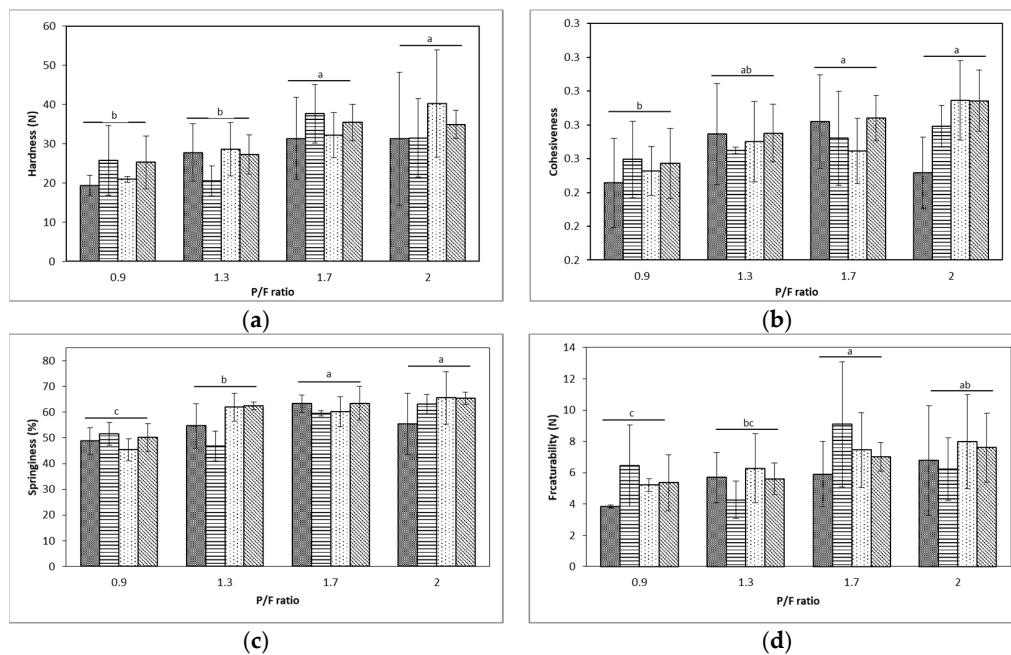 60
50
40
30
20
10
0
Hardness (N)
b
b
a
a
0.9
1.3
1.7
2
P/F ratio
(a)
0.3
0.3
0.3
0.3
0.2
0.2
0.2
Cohesiveness
b
ab
a
a
0.9
1.3
1.7
2
P/F ratio
(b)
80
70
60
50
40
30
20
10
0
Springiness (%)
c
b
a
a
0.9
1.3
1.7
2
P/F ratio
(c)
14
12
10
8
6
4
2
0
Frcaturability (N)
c
bc
a
ab
0.9
1.3
1.7
2
P/F ratio
(d)